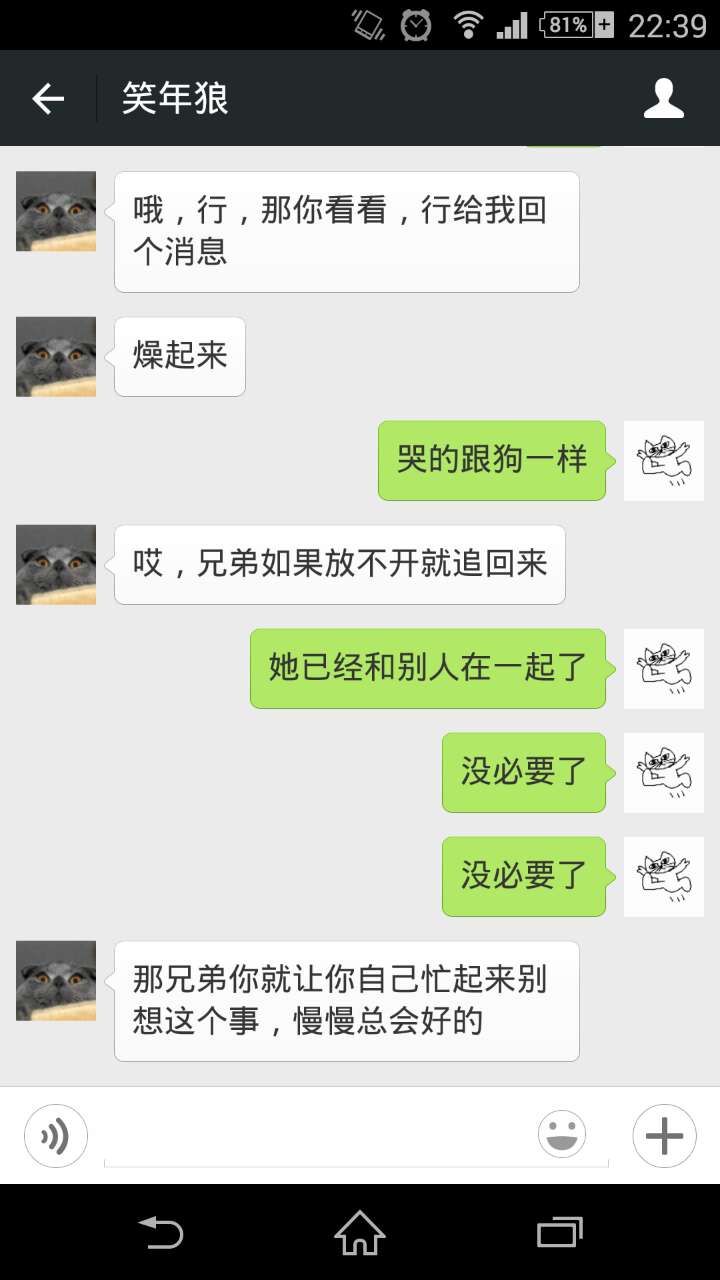 81% 22:39
笑年狼
哦，行，那你看看，行给我回
个消息
燥起来
哭的跟狗一样
哎，兄弟如果放不开就追回来
她已经和别人在一起了
没必要了
没必要了
那兄弟你就让你自己忙起来别
想这个事，慢慢总会好的